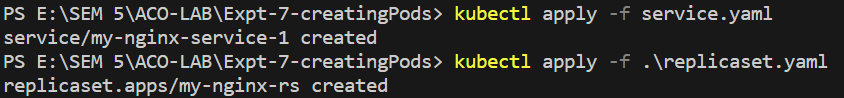 PS E:\SEM 5\ACO-LAB\Expt-7-creatingPods> kubectl apply -f service.yaml
service/my-nginx-service-1 created
PS E:\SEM 5\ACO-LAB\Expt-7-creatingPods> kubectl apply -f .\replicaset.yaml
replicaset.apps/my-nginx-rs created